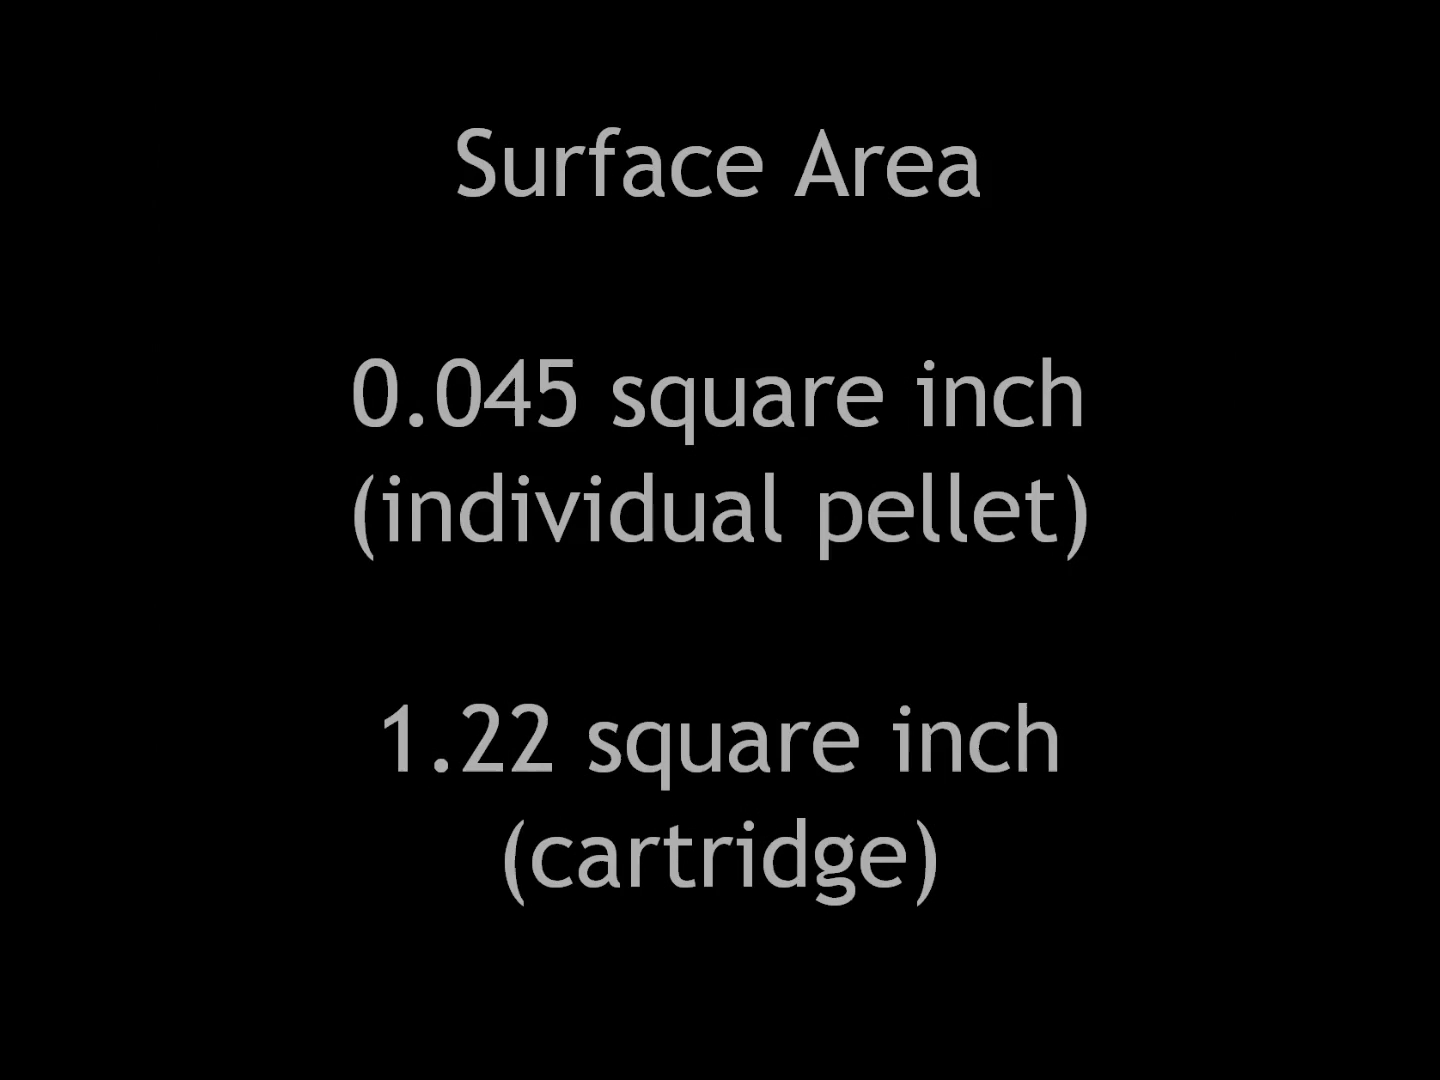 Surface Area
0.045 square inch
(individual pellet)
1.22 square inch
(cartridge)